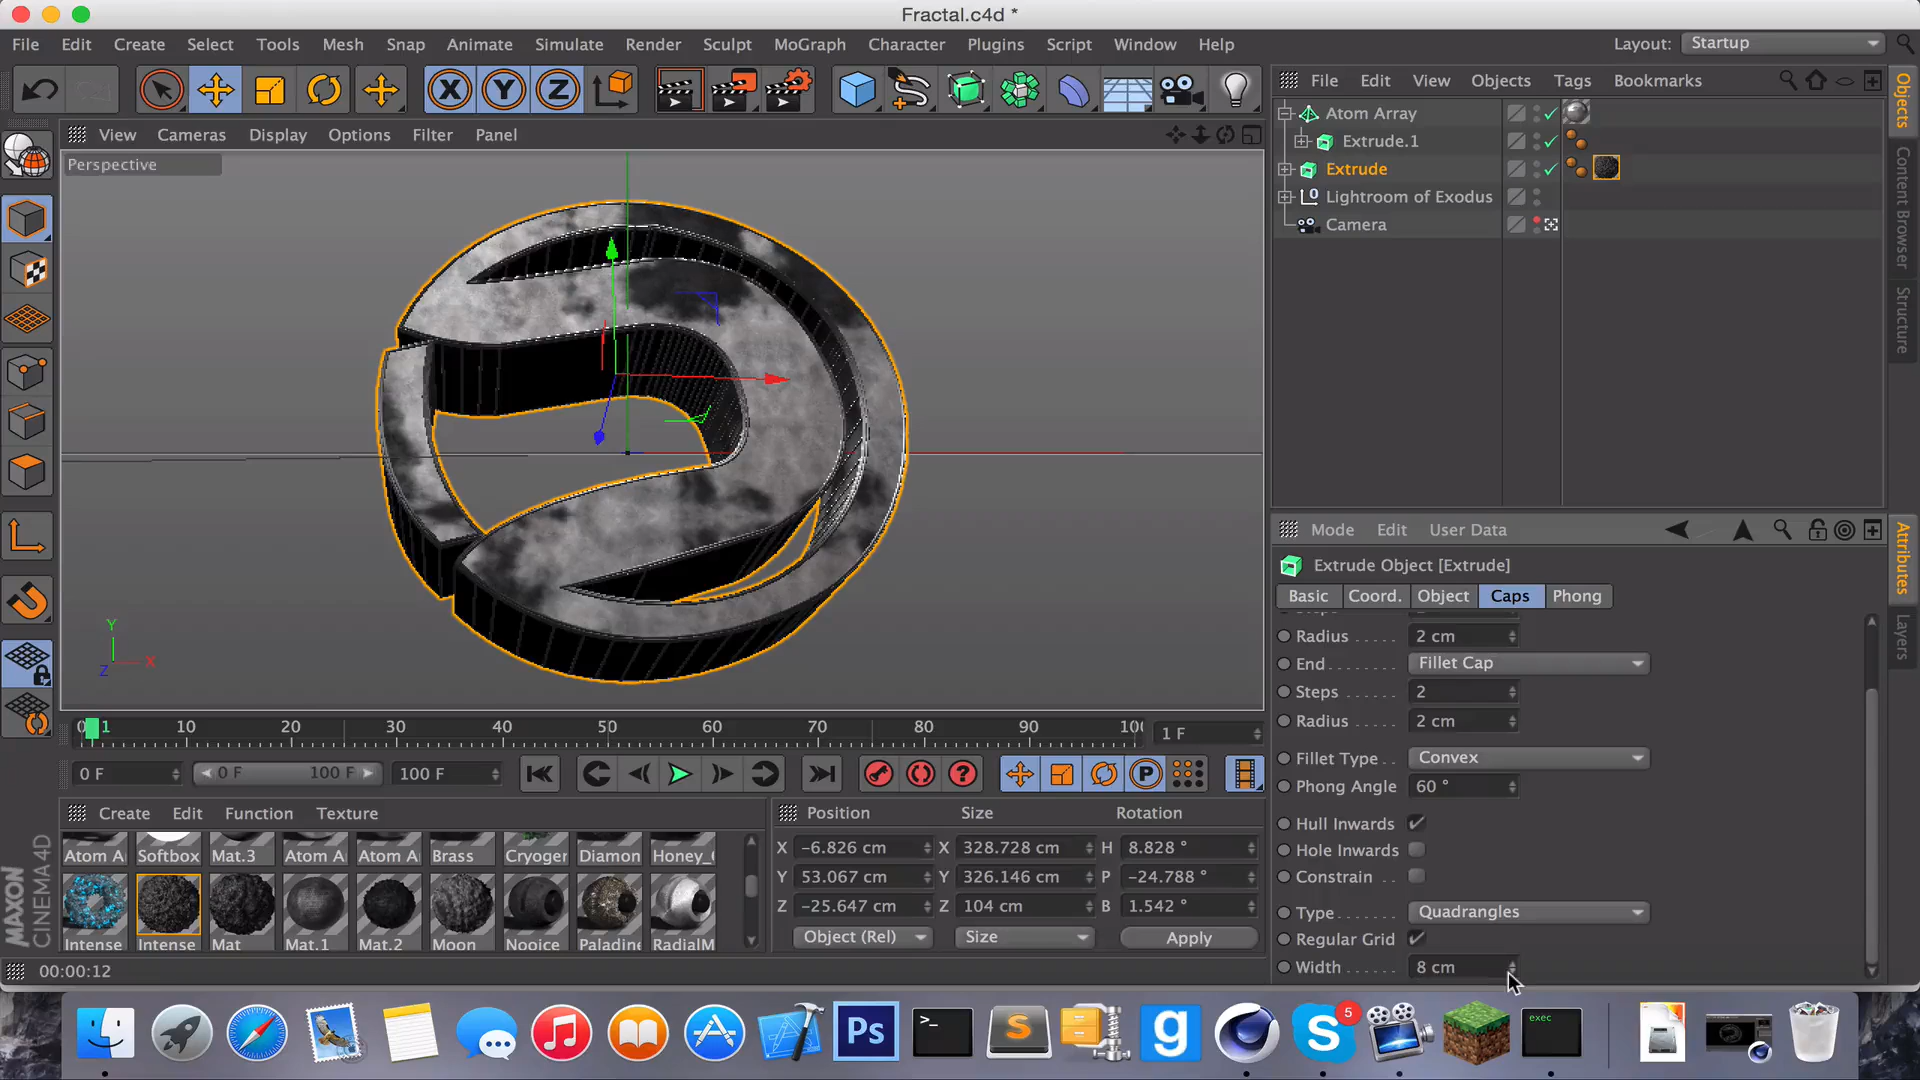 Fractal.c4d *
File Edit Create Select Tools Mesh Snap Animate Simulate Render Sculpt MoGraph Character Plugins Script Window Help Layout: Startup
File Edit View Objects Tags Bookmarks
View Cameras Display Options Filter Panel
Perspective
Atom Array
Extrude.1
Extrude
Lightroom of Exodus
Camera
Objects
Content Browser
Structure
Mode Edit User Data
Extrude Object [Extrude]
Basic Coord. Object Caps Phong
Radius 2 cm
End Fillet Cap
Steps 2
Radius 2 cm
Fillet Type Convex
Phong Angle 60 °
Hull Inwards
Hole Inwards
Constrain
Type Quadrangles
Regular Grid
Width 8 cm
Attributes
Layers
Y
Z X
0 1 10 20 30 40 50 60 70 80 90 100 1 F
0 F 0 F 100 F 100 F
Create Edit Function Texture
Position Size Rotation
X -6.826 cm X 328.728 cm H 8.828 °
Y 53.067 cm Y 326.146 cm P -24.788 °
Z -25.647 cm Z 104 cm B 1.542 °
Object (Rel) Size Apply
Atom A Softbox Mat.3 Atom A Atom A Brass Cryoger Diamon Honey_
Intense Intense Mat Mat.1 Mat.2 Moon Nooice Paladine RadialM
MAXON
CINEMA4D
00:00:12
Ps
>_
S
g
S
5
exec